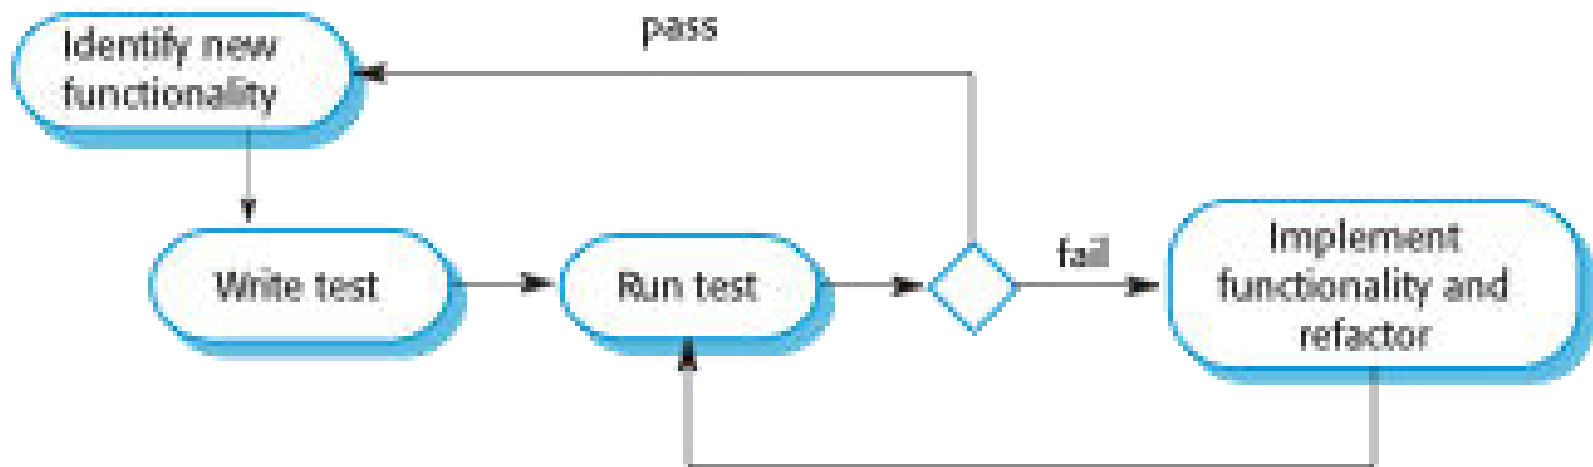 Identify new
functionality
pass
Write test
Run test
fail
Implement
functionality and
refactor